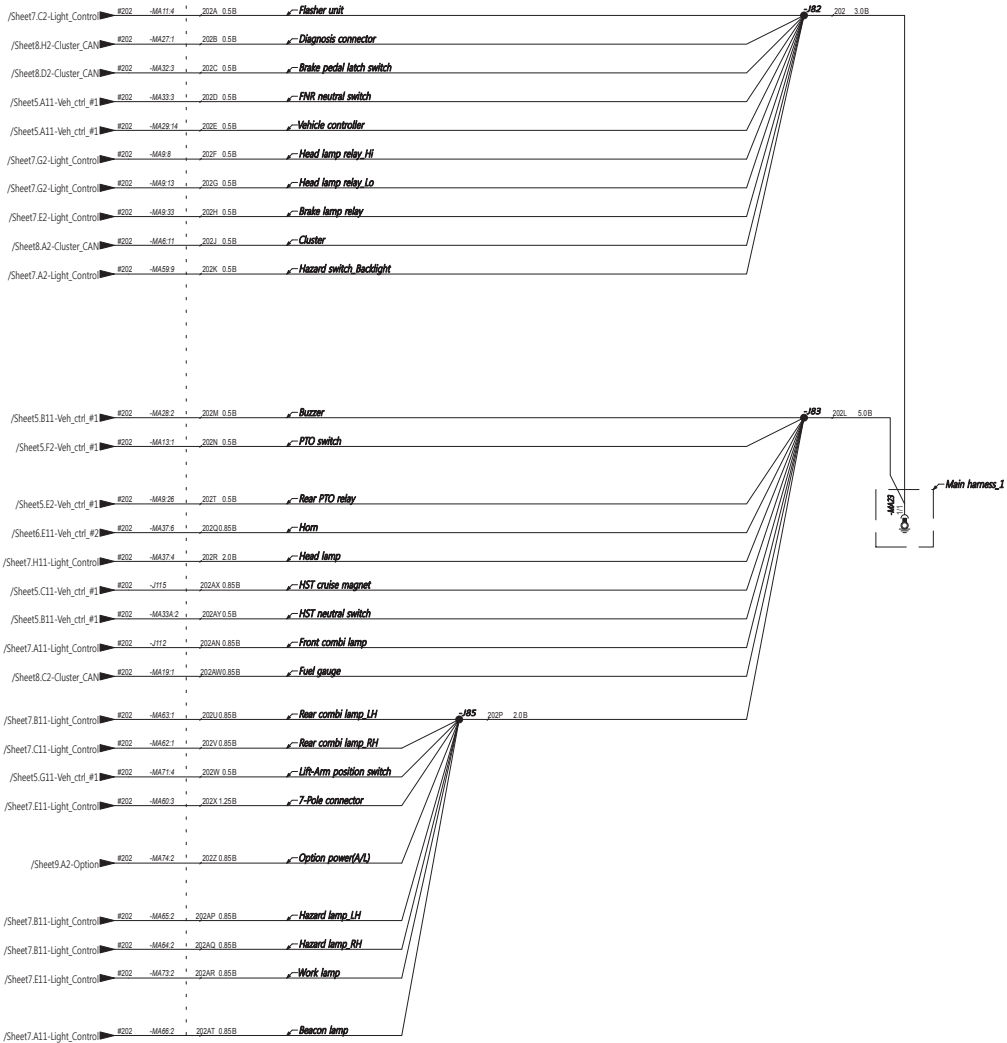 /Sheet7.C2-Light_Control #202 -MA11:4 202A 0.5B Flasher unit -J82 202 3.0B
/Sheet8.H2-Cluster_CAN #202 -MA27:1 202B 0.5B Diagnosis connector
/Sheet8.D2-Cluster_CAN #202 -MA32:3 202C 0.5B Brake pedal latch switch
/Sheet5.A11-Veh_ctrl_#1 #202 -MA33:3 202D 0.5B FNR neutral switch
/Sheet5.A11-Veh_ctrl_#1 #202 -MA29:14 202E 0.5B Vehicle controller
/Sheet7.G2-Light_Control #202 -MA9:8 202F 0.5B Head lamp relay_Hi
/Sheet7.G2-Light_Control #202 -MA9:13 202G 0.5B Head lamp relay_Lo
/Sheet7.E2-Light_Control #202 -MA9:33 202H 0.5B Brake lamp relay
/Sheet8.A2-Cluster_CAN #202 -MA6:11 202J 0.5B Cluster
/Sheet7.A2-Light_Control #202 -MA59:9 202K 0.5B Hazard switch_Backlight
/Sheet5.B11-Veh_ctrl_#1 #202 -MA28:2 202M 0.5B Buzzer -J83 202L 5.0B
/Sheet5.F2-Veh_ctrl_#1 #202 -MA13:1 202N 0.5B PTO switch
Main harness_1
-MA23
1/1
/Sheet5.E2-Veh_ctrl_#1 #202 -MA9:26 202T 0.5B Rear PTO relay
/Sheet6.E11-Veh_ctrl_#2 #202 -MA37:6 202Q 0.85B Horn
/Sheet7.H11-Light_Control #202 -MA37:4 202R 2.0B Head lamp
/Sheet5.C11-Veh_ctrl_#1 #202 -J115 202AX 0.85B HST cruise magnet
/Sheet5.B11-Veh_ctrl_#1 #202 -MA33A:2 202AY 0.5B HST neutral switch
/Sheet7.A11-Light_Control #202 -J112 202AN 0.85B Front combi lamp
/Sheet8.C2-Cluster_CAN #202 -MA19:1 202AW 0.85B Fuel gauge
/Sheet7.B11-Light_Control #202 -MA63:1 202U 0.85B Rear combi lamp_LH -J85 202P 2.0B
/Sheet7.C11-Light_Control #202 -MA62:1 202V 0.85B Rear combi lamp_RH
/Sheet5.G11-Veh_ctrl_#1 #202 -MA71:4 202W 0.5B Lift-Arm position switch
/Sheet7.E11-Light_Control #202 -MA60:3 202X 1.25B 7-Pole connector
/Sheet9.A2-Option #202 -MA74:2 202Z 0.85B Option power(A/L)
/Sheet7.B11-Light_Control #202 -MA65:2 202AP 0.85B Hazard lamp_LH
/Sheet7.B11-Light_Control #202 -MA64:2 202AQ 0.85B Hazard lamp_RH
/Sheet7.E11-Light_Control #202 -MA73:2 202AR 0.85B Work lamp
/Sheet7.A11-Light_Control #202 -MA66:2 202AT 0.85B Beacon lamp